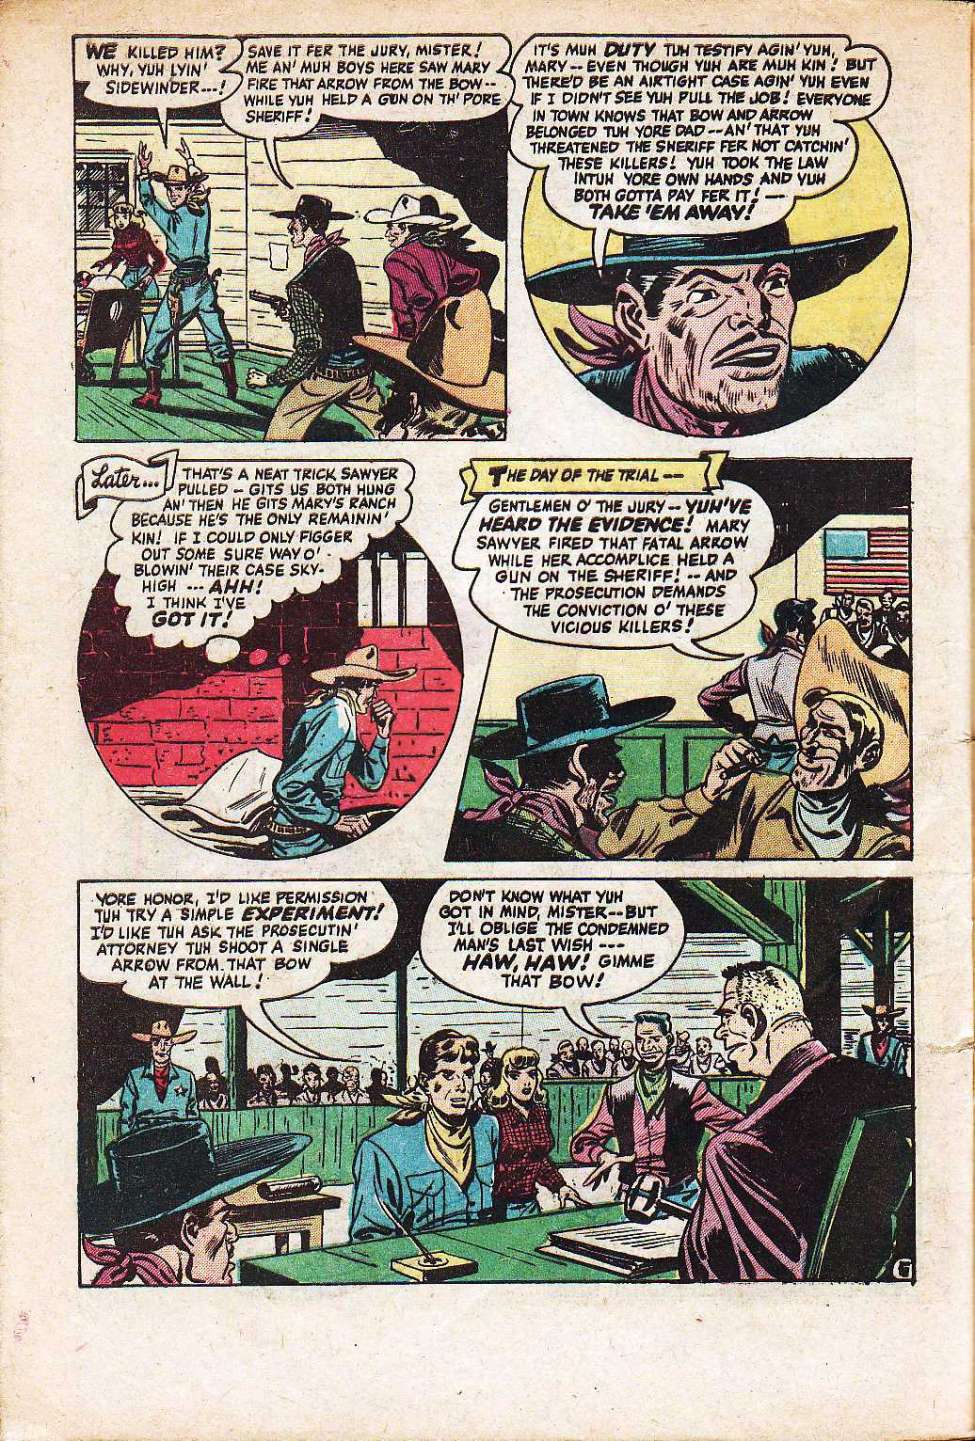 WE KILLED HIM?
WHY, YUH LYIN'
SIDEWINDER---!
SAVE IT FER THE JURY, MISTER!
ME AN' MUH BOYS HERE SAW MARY
FIRE THAT ARROW FROM THE BOW--
WHILE YUH HELD A GUN ON TH' PORE
SHERIFF!
IT'S MUH DUTY TUH TESTIFY AGIN' YUH,
MARY-- EVEN THOUGH YUH ARE MUH KIN! BUT
THERE'D BE AN AIRTIGHT CASE AGIN' YUH EVEN
IF I DIDN'T SEE YUH PULL THE JOB! EVERYONE
IN TOWN KNOWS THAT BOW AND ARROW
BELONGED TUH YORE DAD--AN' THAT YUH
THREATENED THE SHERIFF FER NOT CATCHIN'
THESE KILLERS! YUH TOOK THE LAW
INTUH YORE OWN HANDS AND YUH
BOTH GOTTA PAY FER IT! --
TAKE 'EM AWAY!
Later...
THAT'S A NEAT TRICK SAWYER
PULLED -- GITS US BOTH HUNG
AN' THEN HE GITS MARY'S RANCH
BECAUSE HE'S THE ONLY REMAININ'
KIN! IF I COULD ONLY FIGGER
OUT SOME SURE WAY O'
BLOWIN' THEIR CASE SKY-
HIGH --- AHH!
I THINK I'VE
GOT IT!
THE DAY OF THE TRIAL --
GENTLEMEN O' THE JURY--YUH'VE
HEARD THE EVIDENCE! MARY
SAWYER FIRED THAT FATAL ARROW
WHILE HER ACCOMPLICE HELD A
GUN ON THE SHERIFF! -- AND
THE PROSECUTION DEMANDS
THE CONVICTION O' THESE
VICIOUS KILLERS!
YORE HONOR, I'D LIKE PERMISSION
TUH TRY A SIMPLE EXPERIMENT!
I'D LIKE TUH ASK THE PROSECUTIN'
ATTORNEY TUH SHOOT A SINGLE
ARROW FROM THAT BOW
AT THE WALL!
DON'T KNOW WHAT YUH
GOT IN MIND, MISTER--BUT
I'LL OBLIGE THE CONDEMNED
MAN'S LAST WISH ---
HAW, HAW! GIMME
THAT BOW!